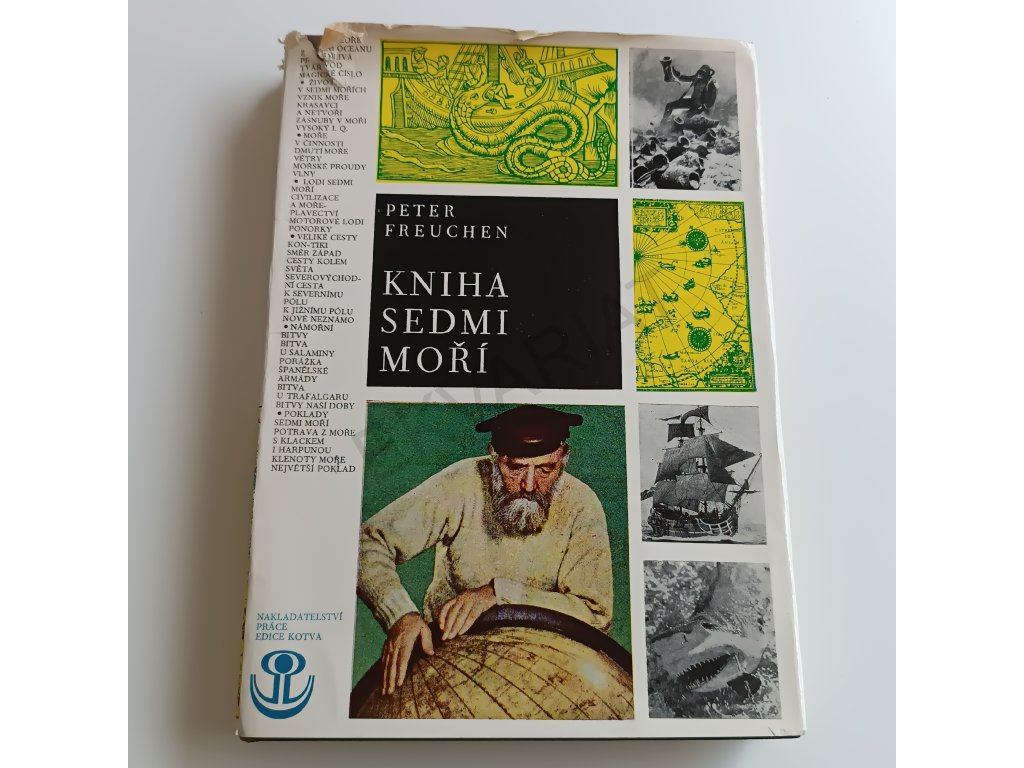 OCEÁNU
MAGICKÉ ČÍSLO
• ŽIVOT
V SEDMI MOŘÍCH
VZNIK MOŘE
KRASAVCI
A NETVOŘI
ZÁSNUBY V MOŘI
VYSOKÝ I. Q.
• MOŘE
V ČINNOSTI
DMUTÍ MOŘE
VĚTRY
MOŘSKÉ PROUDY
VLNY
• LODI SEDMI
MOŘÍ
CIVILIZACE
A MOŘE-
PLAVECTVÍ
MOTOROVÉ LODI
PONORKY
• VELIKÉ CESTY
KON-TIKI
SMĚR ZÁPAD
CESTY KOLEM
SVĚTA
SEVEROVÝCHOD-
NÍ CESTA
K SEVERNÍMU
PÓLU
K JIŽNÍMU PÓLU
NOVÉ NEZNÁMO
• NÁMOŘNÍ
BITVY
BITVA
U SALAMINY
PORÁŽKA
ŠPANĚLSKÉ
ARMÁDY
BITVA
U TRAFALGARU
BITVY NAŠÍ DOBY
• POKLADY
SEDMI MOŘÍ
POTRAVA Z MOŘE
S KLACKEM
I HARPUNOU
KLENOTY MOŘE
NEJVĚTŠÍ POKLAD
PETER
FREUCHEN
KNIHA
SEDMI
MOŘÍ
NAKLADATELSTVÍ
PRÁCE
EDICE KOTVA